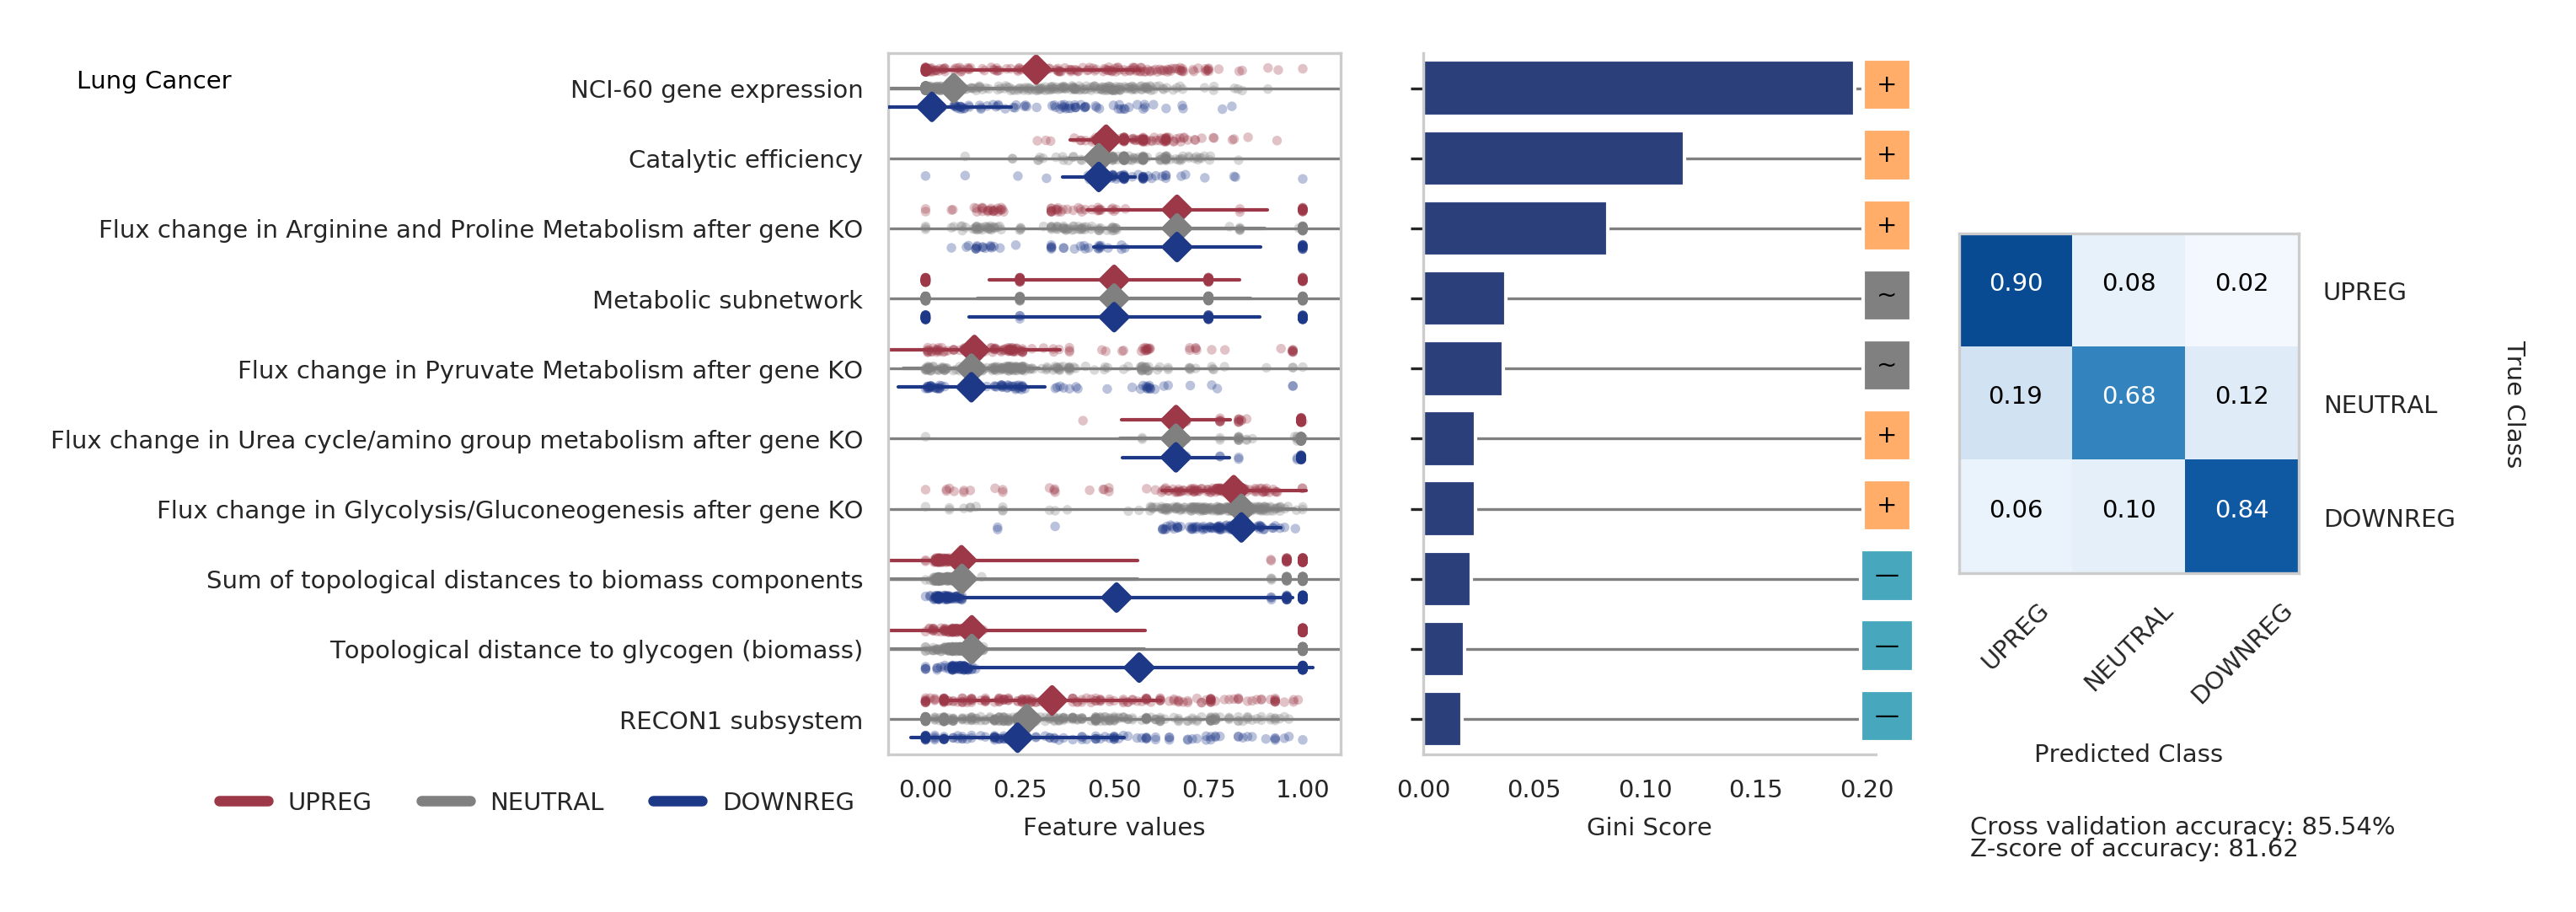 Lung Cancer
NCI-60 gene expression
Catalytic efficiency
Flux change in Arginine and Proline Metabolism after gene KO
Metabolic subnetwork
Flux change in Pyruvate Metabolism after gene KO
Flux change in Urea cycle/amino group metabolism after gene KO
Flux change in Glycolysis/Gluconeogenesis after gene KO
Sum of topological distances to biomass components
Topological distance to glycogen (biomass)
RECON1 subsystem
UPREG NEUTRAL DOWNREG
0.00 0.25 0.50 0.75 1.00
Feature values
+
+
+
~
~
+
+
—
—
—
0.00 0.05 0.10 0.15 0.20
Gini Score
0.90 0.08 0.02 UPREG
0.19 0.68 0.12 NEUTRAL
0.06 0.10 0.84 DOWNREG
True Class
UPREG NEUTRAL DOWNREG
Predicted Class
Cross validation accuracy: 85.54%
Z-score of accuracy: 81.62